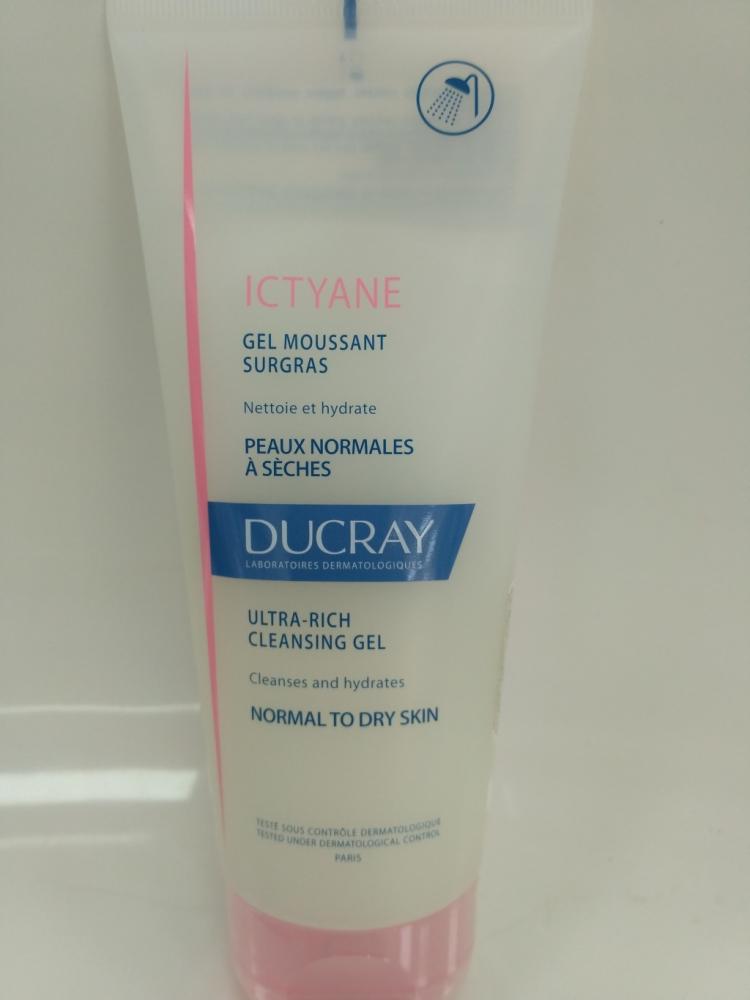 ICTYANE
GEL MOUSSANT
SURGRAS
Nettoie et hydrate
PEAUX NORMALES
À SÈCHES
DUCRAY
LABORATOIRES DERMATOLOGIQUES
ULTRA-RICH
CLEANSING GEL
Cleanses and hydrates
NORMAL TO DRY SKIN
TESTÉ SOUS CONTRÔLE DERMATOLOGIQUE
TESTED UNDER DERMATOLOGICAL CONTROL
PARIS